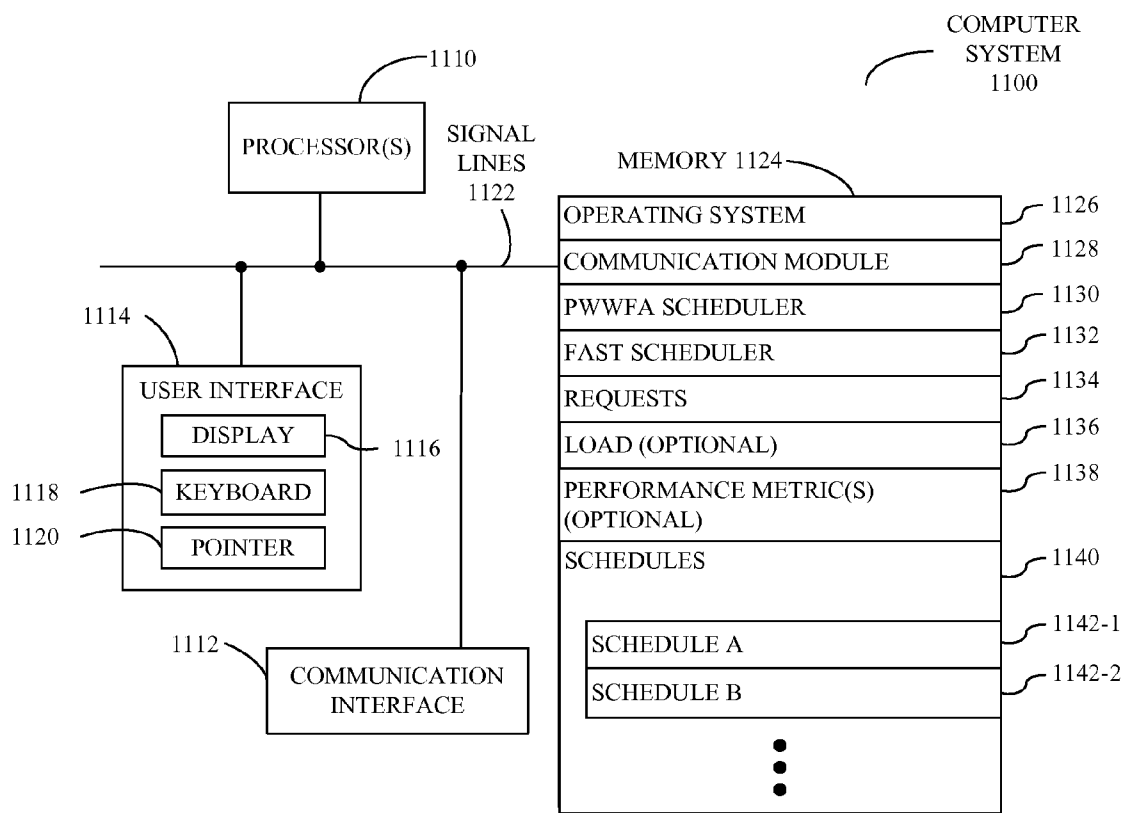 COMPUTER
SYSTEM
1100
1110
PROCESSOR(S)
SIGNAL
LINES
1122
MEMORY 1124
OPERATING SYSTEM
1126
COMMUNICATION MODULE
1128
PWWFA SCHEDULER
1130
FAST SCHEDULER
1132
REQUESTS
1134
LOAD (OPTIONAL)
1136
PERFORMANCE METRIC(S)
(OPTIONAL)
1138
SCHEDULES
1140
SCHEDULE A
1142-1
SCHEDULE B
1142-2
1114
USER INTERFACE
DISPLAY
1116
1118
KEYBOARD
1120
POINTER
1112
COMMUNICATION
INTERFACE